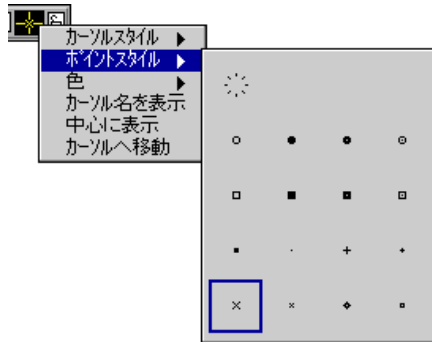 カーソルスタイル
ポイントスタイル
色
カーソル名を表示
中心に表示
カーソルへ移動